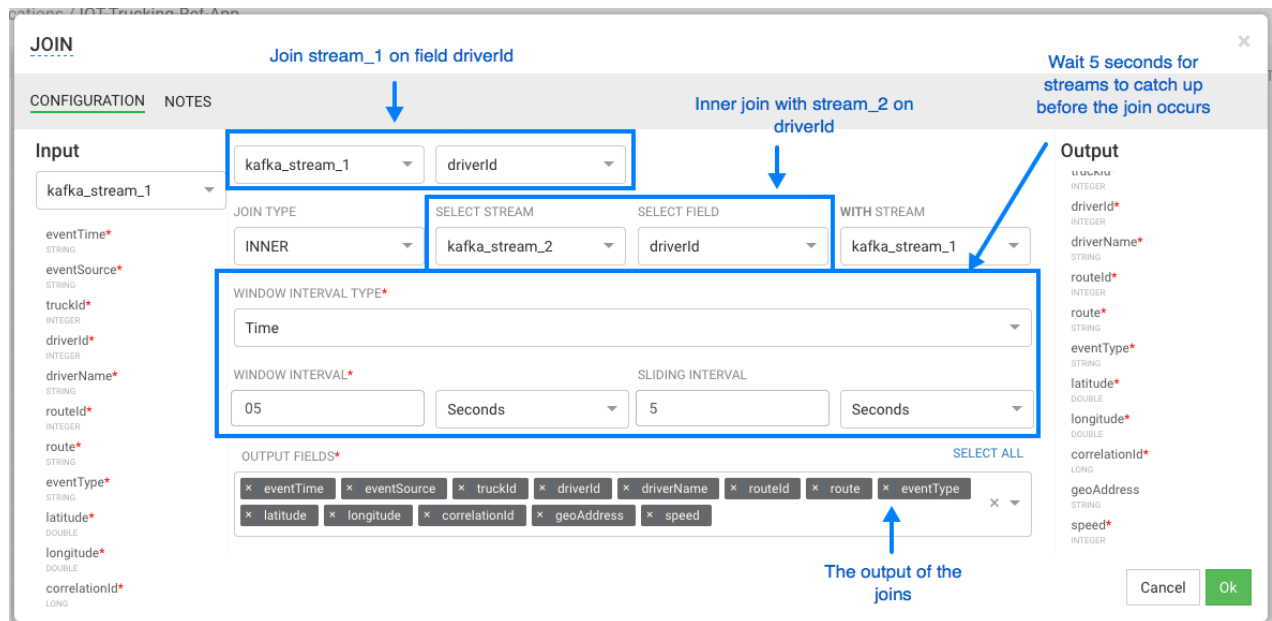 JOIN
×
Join stream_1 on field driverId
Wait 5 seconds for
streams to catch up
before the join occurs
CONFIGURATION NOTES
Inner join with stream_2 on
driverId
Input
kafka_stream_1
eventTime*
STRING
eventSource*
STRING
truckId*
INTEGER
driverId*
INTEGER
driverName*
STRING
routeId*
INTEGER
route*
STRING
eventType*
STRING
latitude*
DOUBLE
longitude*
DOUBLE
correlationId*
LONG
kafka_stream_1 driverId
JOIN TYPE SELECT STREAM SELECT FIELD WITH STREAM
INNER kafka_stream_2 driverId kafka_stream_1
WINDOW INTERVAL TYPE*
Time
WINDOW INTERVAL* SLIDING INTERVAL
05 Seconds 5 Seconds
OUTPUT FIELDS* SELECT ALL
× eventTime × eventSource × truckId × driverId × driverName × routeId × route × eventType
× latitude × longitude × correlationId × geoAddress × speed
×
The output of the
joins
Output
INTEGER
driverId*
INTEGER
driverName*
STRING
routeId*
INTEGER
route*
STRING
eventType*
STRING
latitude*
DOUBLE
longitude*
DOUBLE
correlationId*
LONG
geoAddress
STRING
speed*
INTEGER
Cancel Ok